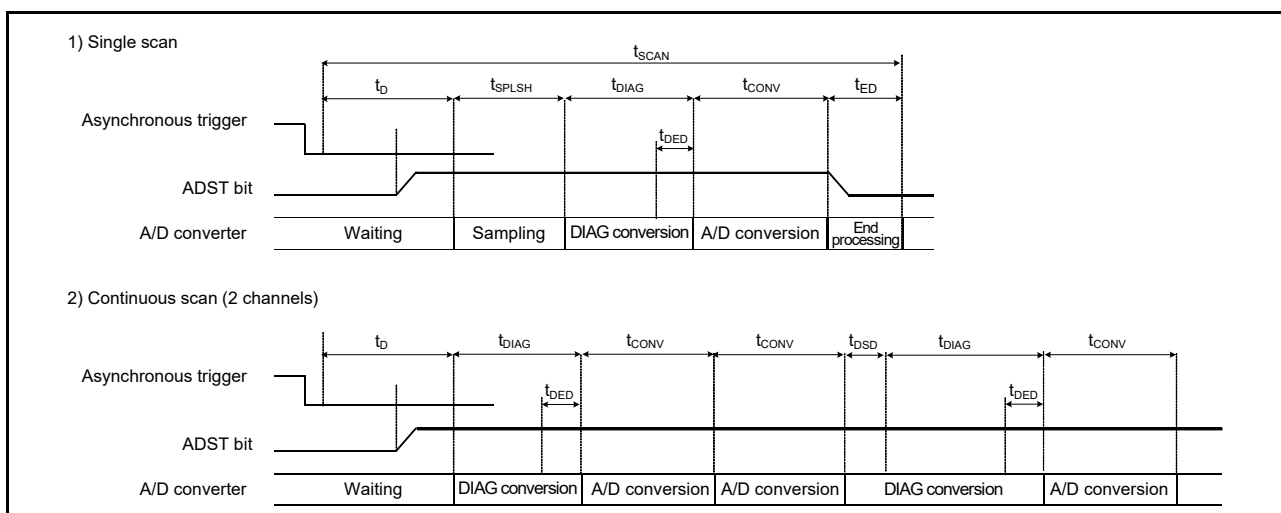 1) Single scan
tSCAN
tD tSPLSH tDIAG tCONV tED
Asynchronous trigger
tDED
ADST bit
A/D converter Waiting Sampling DIAG conversion A/D conversion End processing
2) Continuous scan (2 channels)
tD tDIAG tCONV tCONV tDSD tDIAG tCONV
Asynchronous trigger
tDED tDED
ADST bit
A/D converter Waiting DIAG conversion A/D conversion A/D conversion DIAG conversion A/D conversion